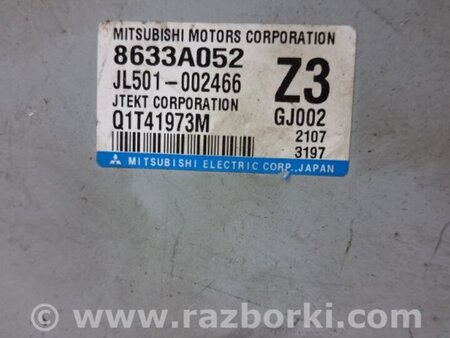 MITSUBISHI MOTORS CORPORATION
8633A052 Z3
JL501-002466
JTEKT CORPORATION GJ002
Q1T41973M 2107
3197
MITSUBISHI ELECTRIC CORP., JAPAN
© www.razborki.com